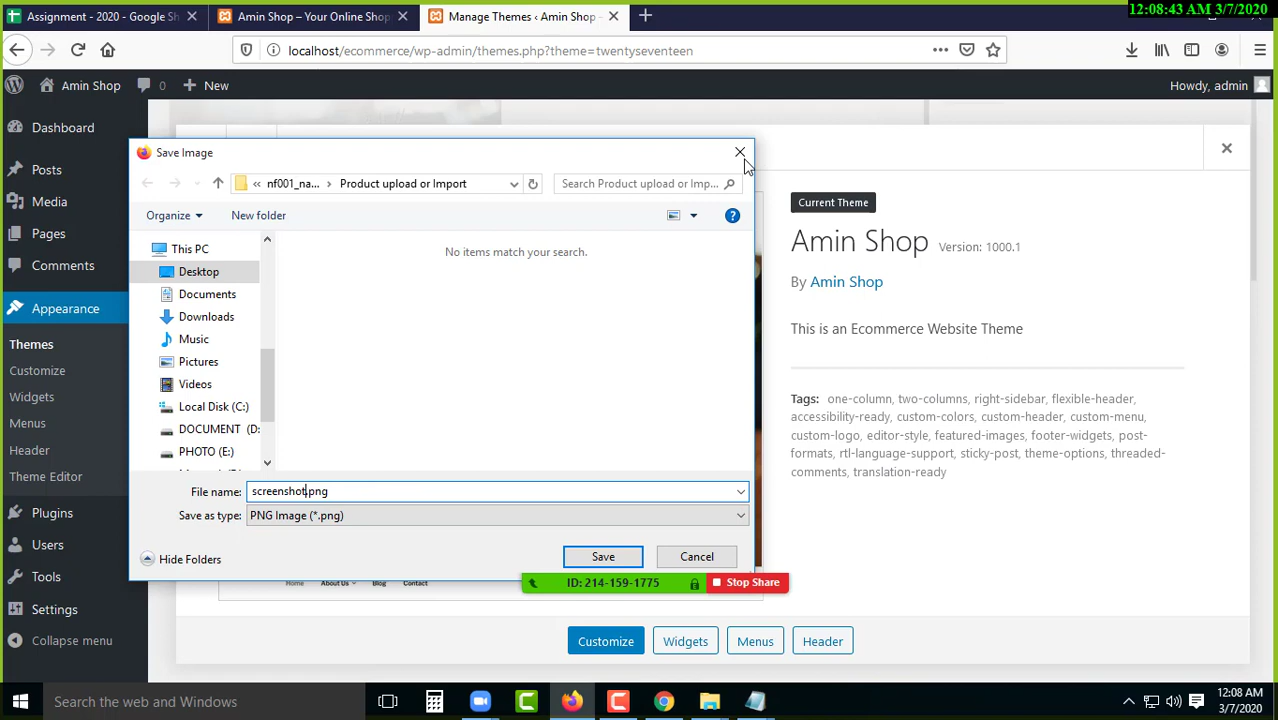 12:08:43 AM 3/7/2020
Assignment - 2020 - Google Sh
Amin Shop – Your Online Shop
Manage Themes ‹ Amin Shop –
localhost/ecommerce/wp-admin/themes.php?theme=twentyseventeen
Amin Shop
0
New
Howdy, admin
Dashboard
Posts
Media
Pages
Comments
Appearance
Themes
Customize
Widgets
Menus
Header
Theme Editor
Plugins
Users
Tools
Settings
Collapse menu
Save Image
« nf001_na... › Product upload or Import
Search Product upload or Imp...
Organize
New folder
This PC
Desktop
Documents
Downloads
Music
Pictures
Videos
Local Disk (C:)
DOCUMENT (D:
PHOTO (E:)
No items match your search.
File name: screenshot.png
Save as type: PNG Image (*.png)
Hide Folders
Save
Cancel
Home About Us Blog Contact
ID: 214-159-1775
Stop Share
Current Theme
Amin Shop Version: 1000.1
By Amin Shop
This is an Ecommerce Website Theme
Tags: one-column, two-columns, right-sidebar, flexible-header,
accessibility-ready, custom-colors, custom-header, custom-menu,
custom-logo, editor-style, featured-images, footer-widgets, post-
formats, rtl-language-support, sticky-post, theme-options, threaded-
comments, translation-ready
Customize
Widgets
Menus
Header
Search the web and Windows
12:08 AM
3/7/2020